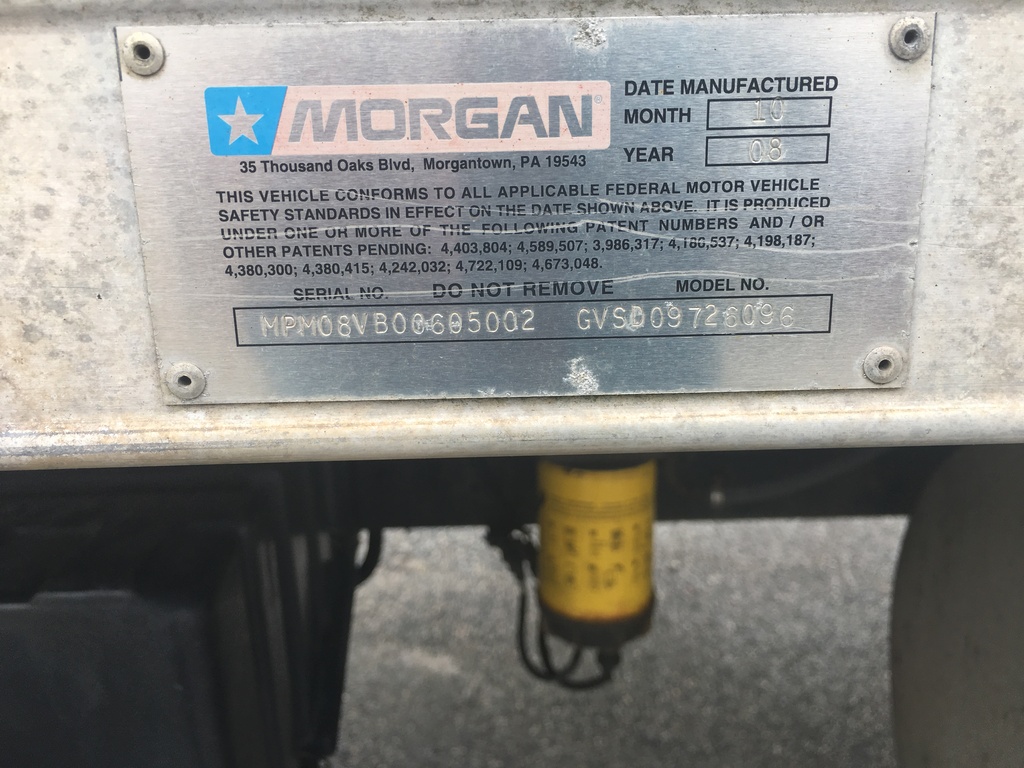 MORGAN®
35 Thousand Oaks Blvd, Morgantown, PA 19543
DATE MANUFACTURED
MONTH 10
YEAR 08
THIS VEHICLE CONFORMS TO ALL APPLICABLE FEDERAL MOTOR VEHICLE
SAFETY STANDARDS IN EFFECT ON THE DATE SHOWN ABOVE. IT IS PRODUCED
UNDER ONE OR MORE OF THE FOLLOWING PATENT NUMBERS AND / OR
OTHER PATENTS PENDING: 4,403,804; 4,589,507; 3,986,317; 4,160,537; 4,198,187;
4,380,300; 4,380,415; 4,242,032; 4,722,109; 4,673,048.
SERIAL NO. DO NOT REMOVE MODEL NO.
MPM08VB00605002 GVSD09726096